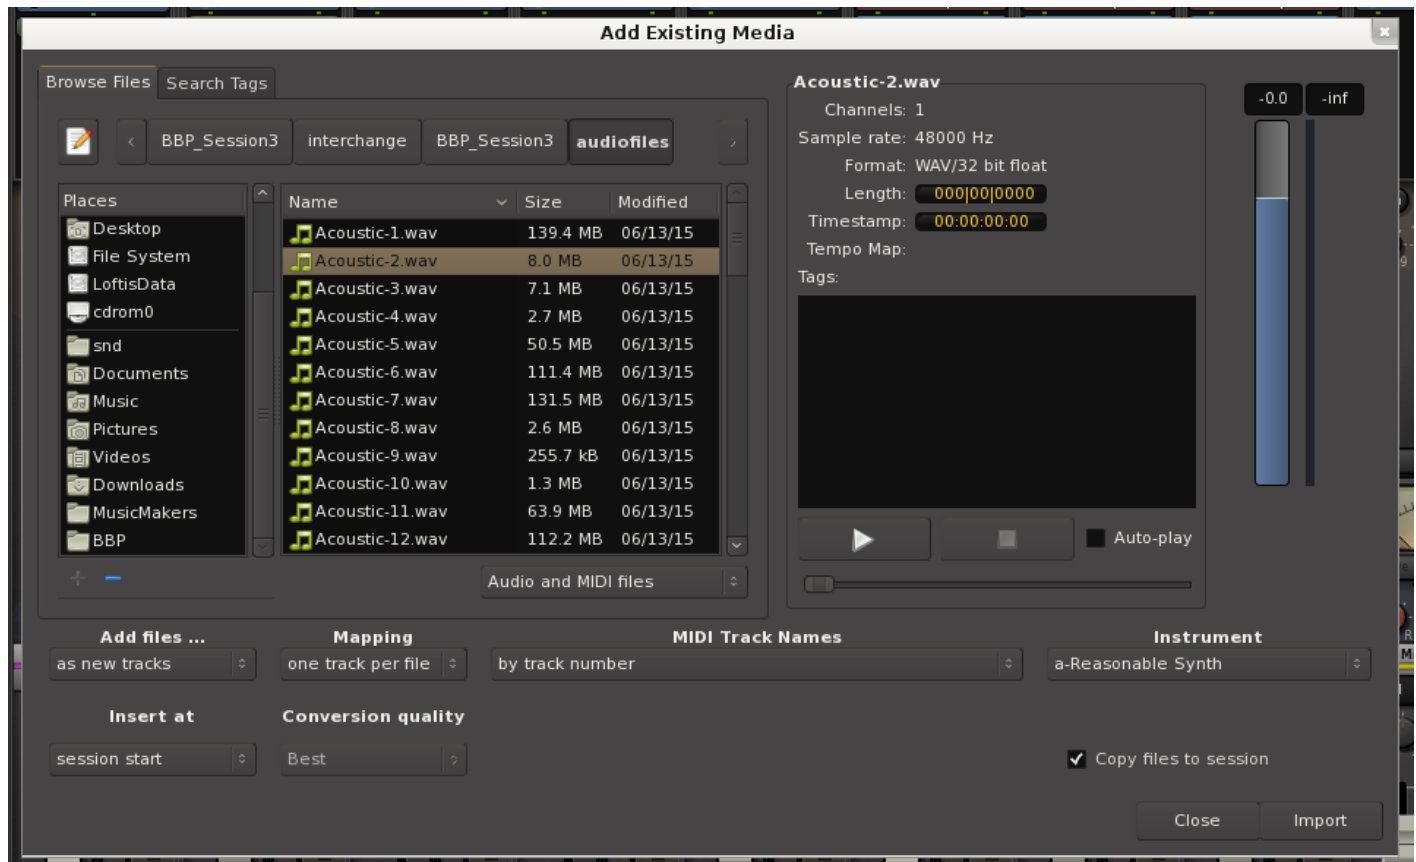 Add Existing Media
Browse Files Search Tags
BBP_Session3 interchange BBP_Session3 audiofiles
Places
Desktop
File System
LoftisData
cdrom0
snd
Documents
Music
Pictures
Videos
Downloads
MusicMakers
BBP
Name Size Modified
Acoustic-1.wav 139.4 MB 06/13/15
Acoustic-2.wav 8.0 MB 06/13/15
Acoustic-3.wav 7.1 MB 06/13/15
Acoustic-4.wav 2.7 MB 06/13/15
Acoustic-5.wav 50.5 MB 06/13/15
Acoustic-6.wav 111.4 MB 06/13/15
Acoustic-7.wav 131.5 MB 06/13/15
Acoustic-8.wav 2.6 MB 06/13/15
Acoustic-9.wav 255.7 kB 06/13/15
Acoustic-10.wav 1.3 MB 06/13/15
Acoustic-11.wav 63.9 MB 06/13/15
Acoustic-12.wav 112.2 MB 06/13/15
Audio and MIDI files
Acoustic-2.wav
Channels: 1
Sample rate: 48000 Hz
Format: WAV/32 bit float
Length: 000|00|0000
Timestamp: 00:00:00:00
Tempo Map:
Tags:
Auto-play
-0.0 -inf
Add files ... Mapping MIDI Track Names Instrument
as new tracks one track per file by track number a-Reasonable Synth
Insert at Conversion quality
session start Best
Copy files to session
Close Import